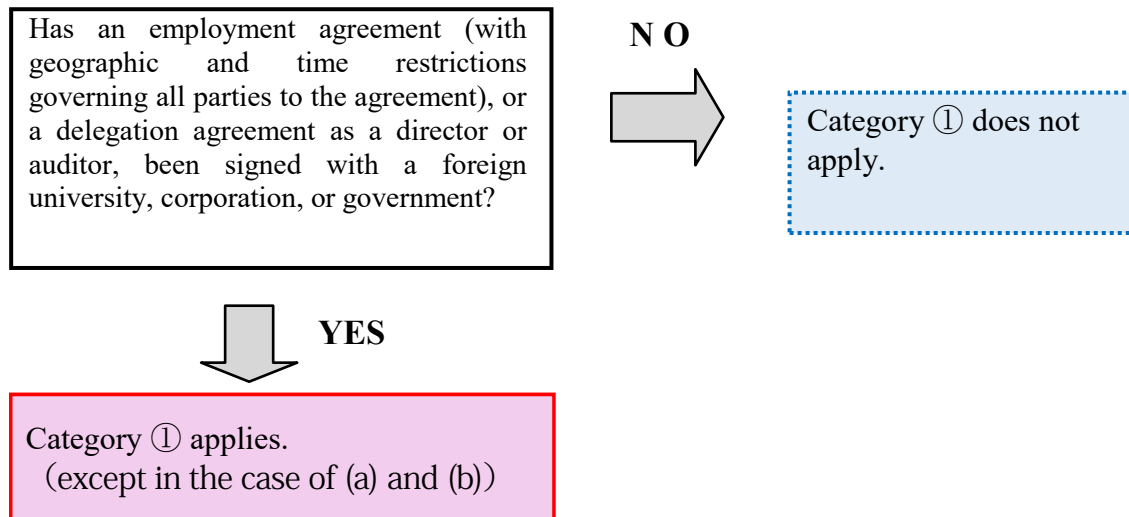 Has an employment agreement (with
geographic and time restrictions
governing all parties to the agreement), or
a delegation agreement as a director or
auditor, been signed with a foreign
university, corporation, or government?
N O
Category ① does not
apply.
YES
Category ① applies.
（except in the case of (a) and (b)）